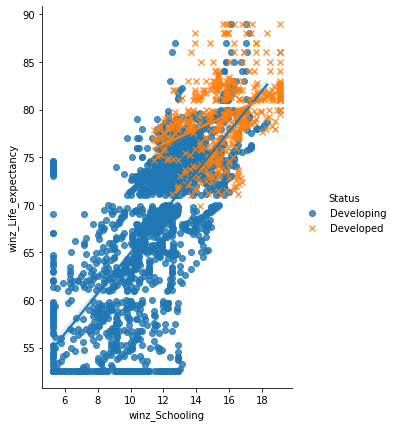 90
85
80
75
70
65
60
55
winz_Life_expectancy
6 8 10 12 14 16 18
winz_Schooling
Status
Developing
Developed